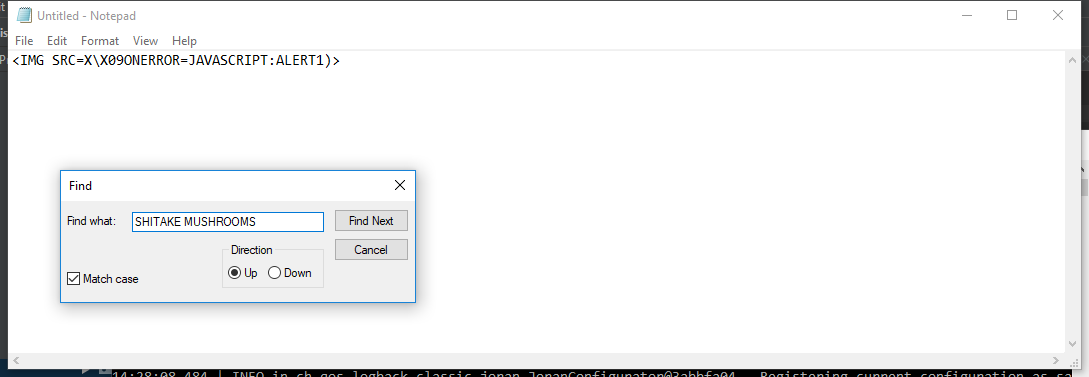 Untitled - Notepad
File Edit Format View Help
<IMG SRC=X\X09ONERROR=JAVASCRIPT:ALERT1)>
Find
Find what: SHITAKE MUSHROOMS Find Next
Direction Cancel
Up Down
Match case
14:28:08.484 | INFO in ch.qos.logback.classic.joran.JoranConfigurator@3abbfa04 - Registering current configuration as sa